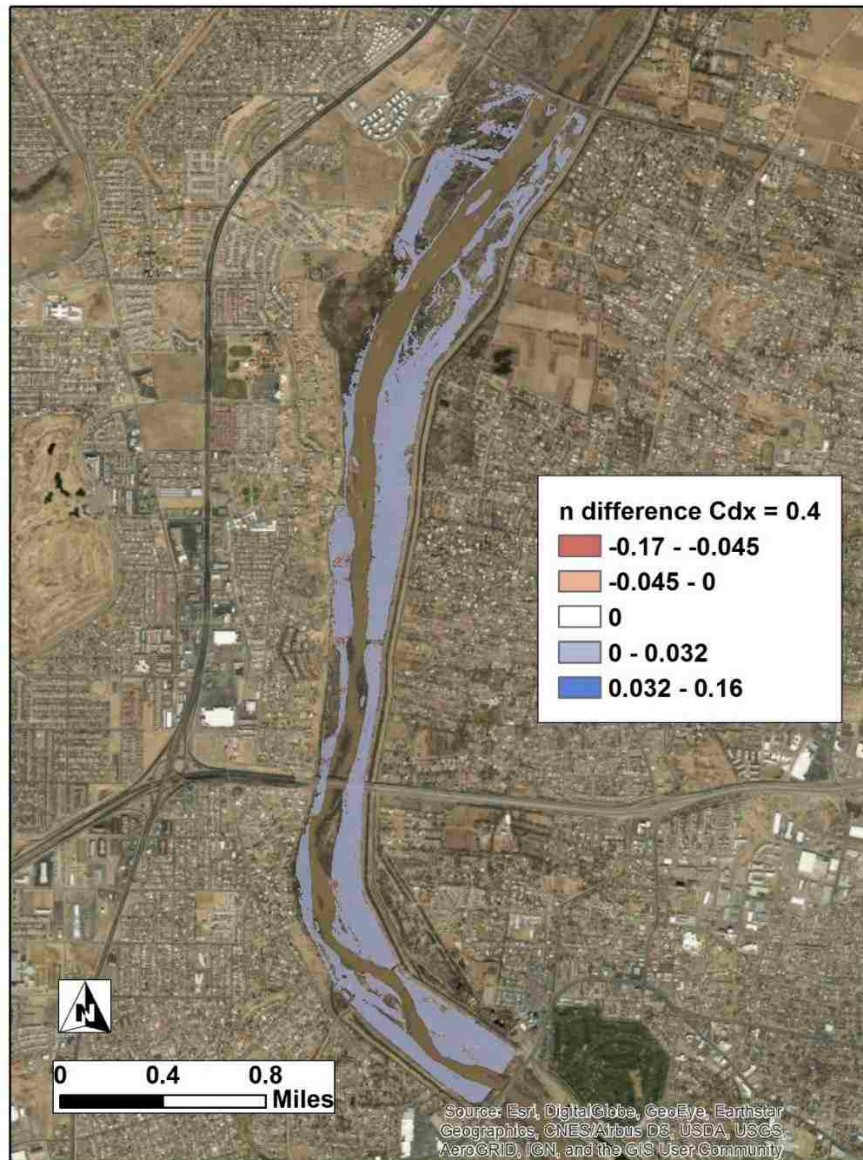 n difference Cdx = 0.4
-0.17 - -0.045
-0.045 - 0
0
0 - 0.032
0.032 - 0.16
N
0 0.4 0.8
Miles
Source: Esri, DigitalGlobe, GeoEye, Earthstar
Geographics, CNES/Airbus DS, USDA, USGS,
AeroGRID, IGN, and the GIS User Community